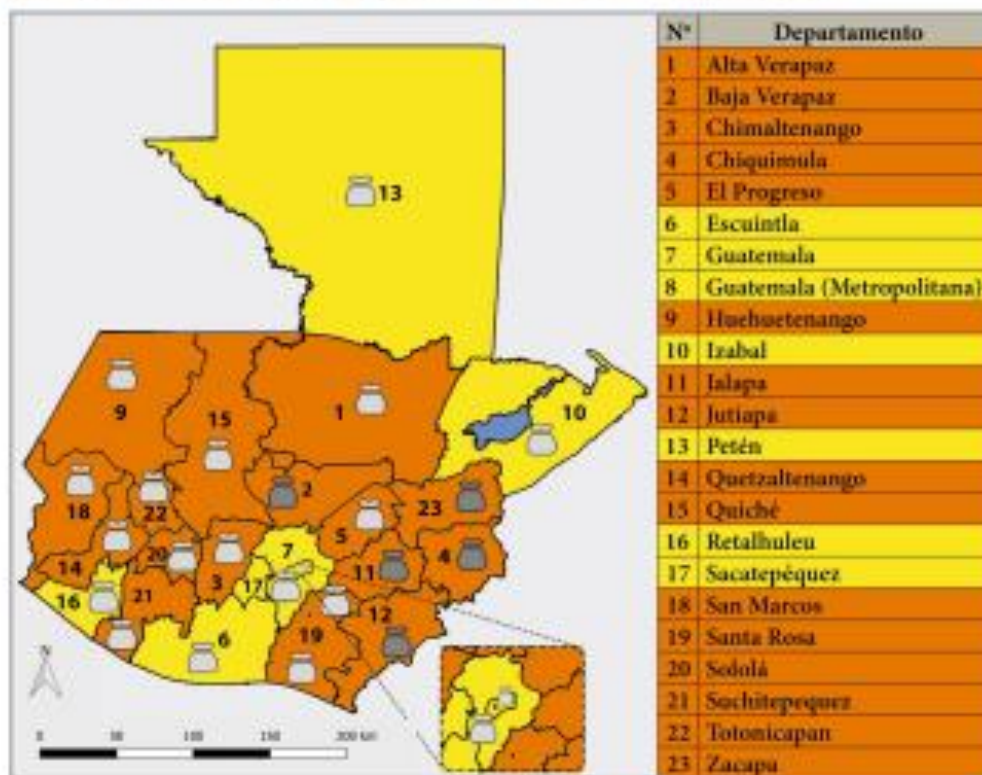 Nº Departamento
1 Alta Verapaz
2 Baja Verapaz
3 Chimaltenango
4 Chiquimula
5 El Progreso
6 Escuintla
7 Guatemala
8 Guatemala (Metropolitana)
9 Huehuetenango
10 Izabal
11 Jalapa
12 Jutiapa
13 Petén
14 Quetzaltenango
15 Quiché
16 Retalhuleu
17 Sacatepéquez
18 San Marcos
19 Santa Rosa
20 Sololá
21 Suchitepequez
22 Totonicapan
23 Zacapa
13
9
15
1
10
18
22
2
23
5
7
14
20
3
17
11
4
16
21
6
19
12
N
0 50 100 150 200 km